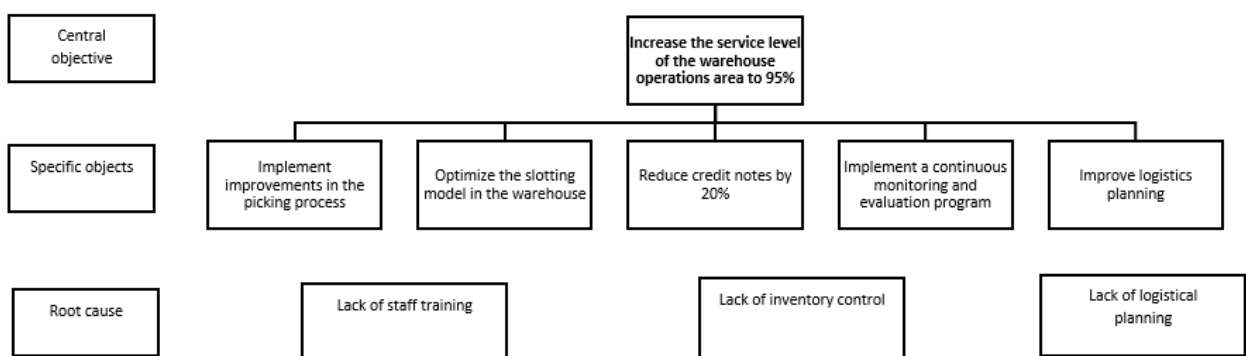 Central
objective
Increase the service level
of the warehouse
operations area to 95%
Specific objects
Implement
improvements in the
picking process
Optimize the slotting
model in the warehouse
Reduce credit notes by
20%
Implement a continuous
monitoring and
evaluation program
Improve logistics
planning
Root cause
Lack of staff training
Lack of inventory control
Lack of logistical
planning